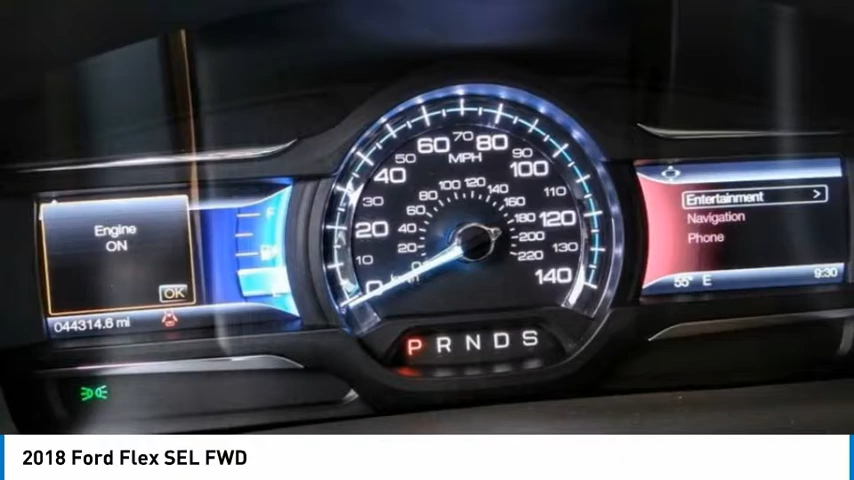 Engine
ON
OK
044314.6 mi
F
0 10 20 30 40 50 60 70 80 90 100 110 120 130 140
MPH
20 40 60 80 100 120 140 160 180 200 220
km/h
P R N D S
Entertainment >
Navigation
Phone
55° E
9:30
2018 Ford Flex SEL FWD